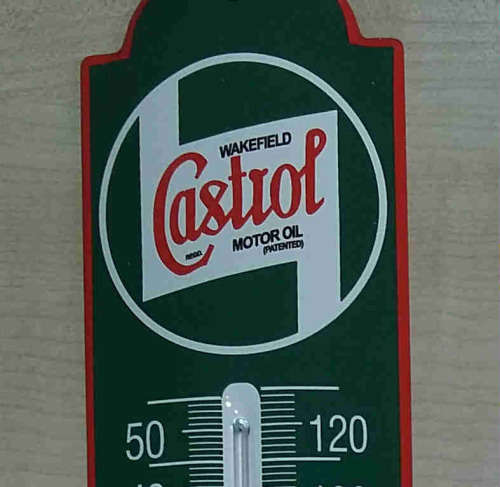 WAKEFIELD
Castrol
REGD.
MOTOR OIL
(PATENTED)
50 120